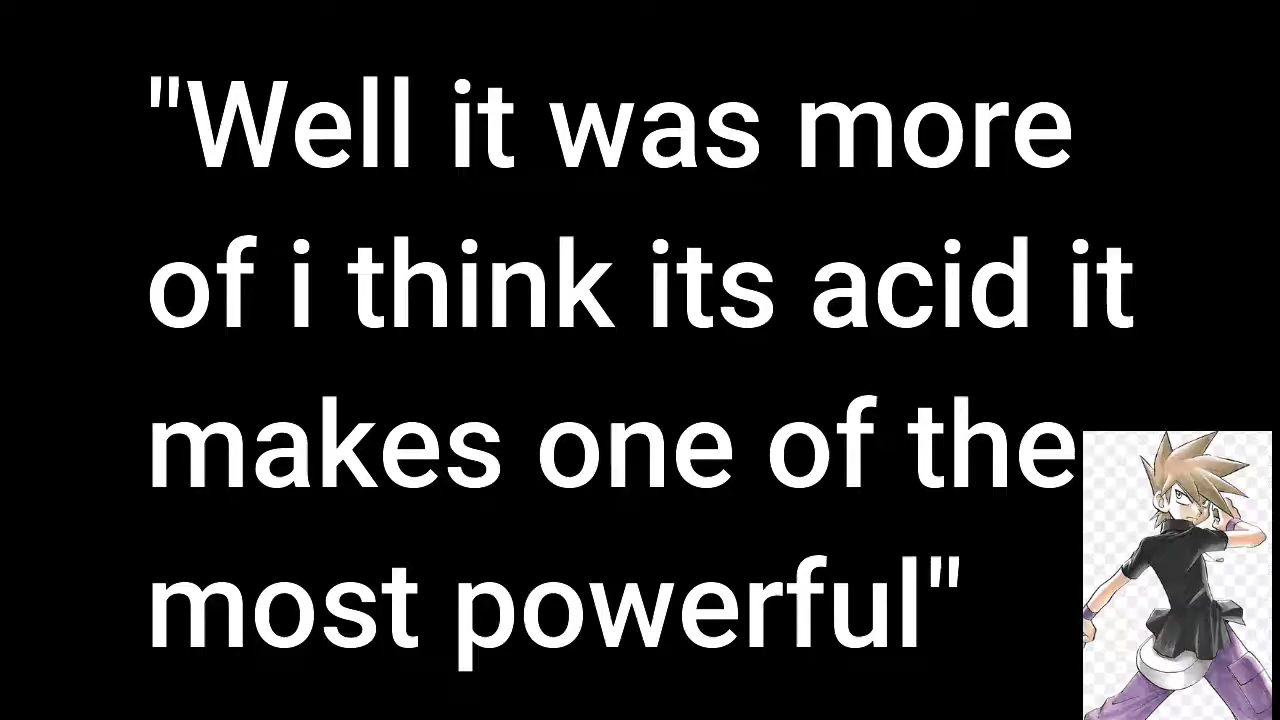 "Well it was more
of i think its acid it
makes one of the
most powerful"